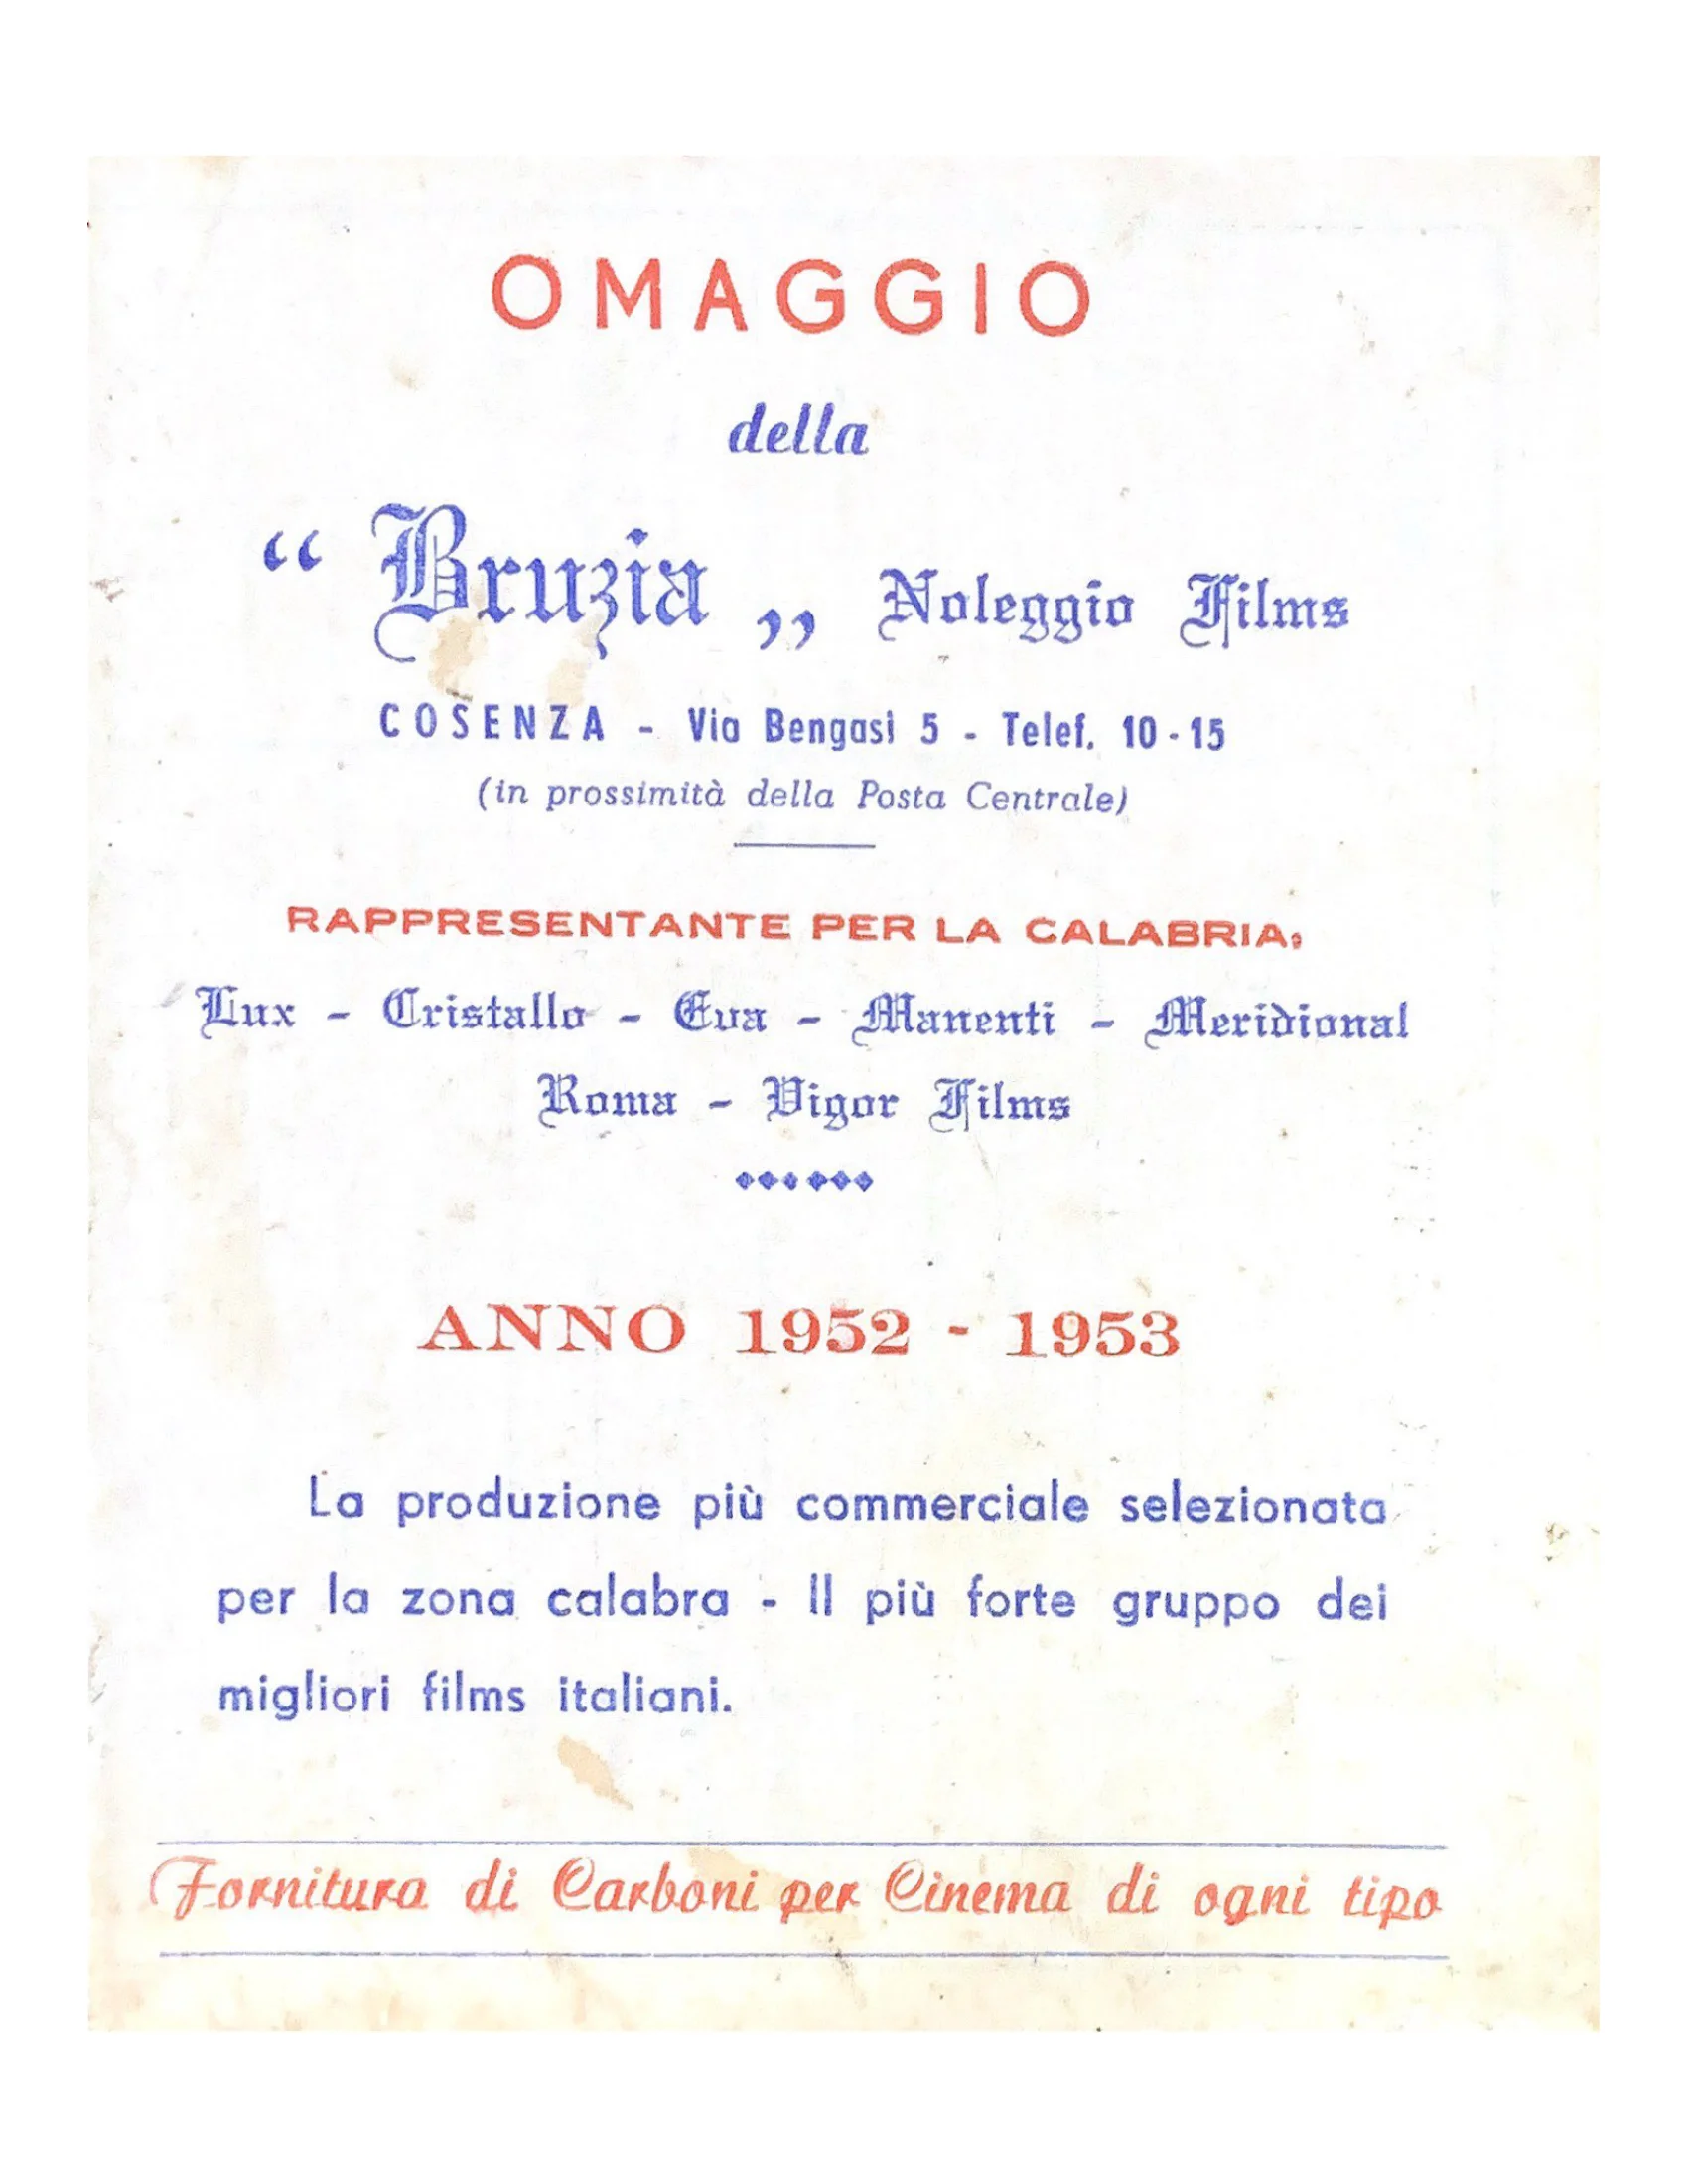 OMAGGIO
della
“ Bruzia „ Noleggio Films
COSENZA - Via Bengasi 5 - Telef. 10-15
(in prossimità della Posta Centrale)
RAPPRESENTANTE PER LA CALABRIA:
Lux - Cristallo - Eva - Manenti - Meridional
Roma - Vigor Films
ANNO 1952 - 1953
La produzione più commerciale selezionata
per la zona calabra - Il più forte gruppo dei
migliori films italiani.
Fornitura di Carboni per Cinema di ogni tipo